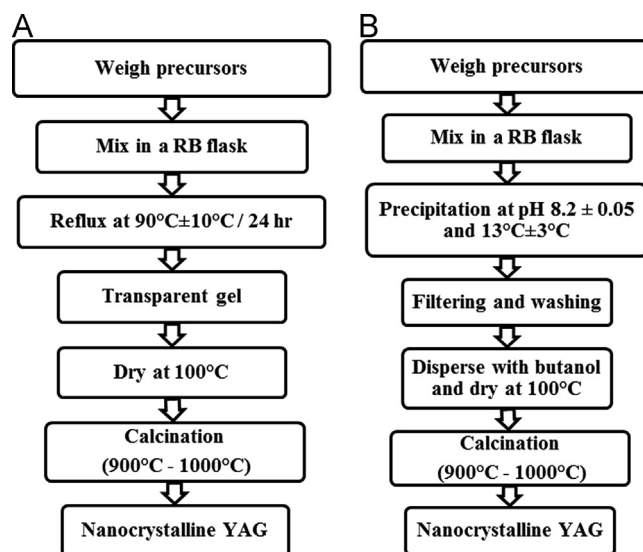 A
Weigh precursors
Mix in a RB flask
Reflux at 90°C±10°C / 24 hr
Transparent gel
Dry at 100°C
Calcination
(900°C - 1000°C)
Nanocrystalline YAG
B
Weigh precursors
Mix in a RB flask
Precipitation at pH 8.2 ± 0.05
and 13°C±3°C
Filtering and washing
Disperse with butanol
and dry at 100°C
Calcination
(900°C - 1000°C)
Nanocrystalline YAG